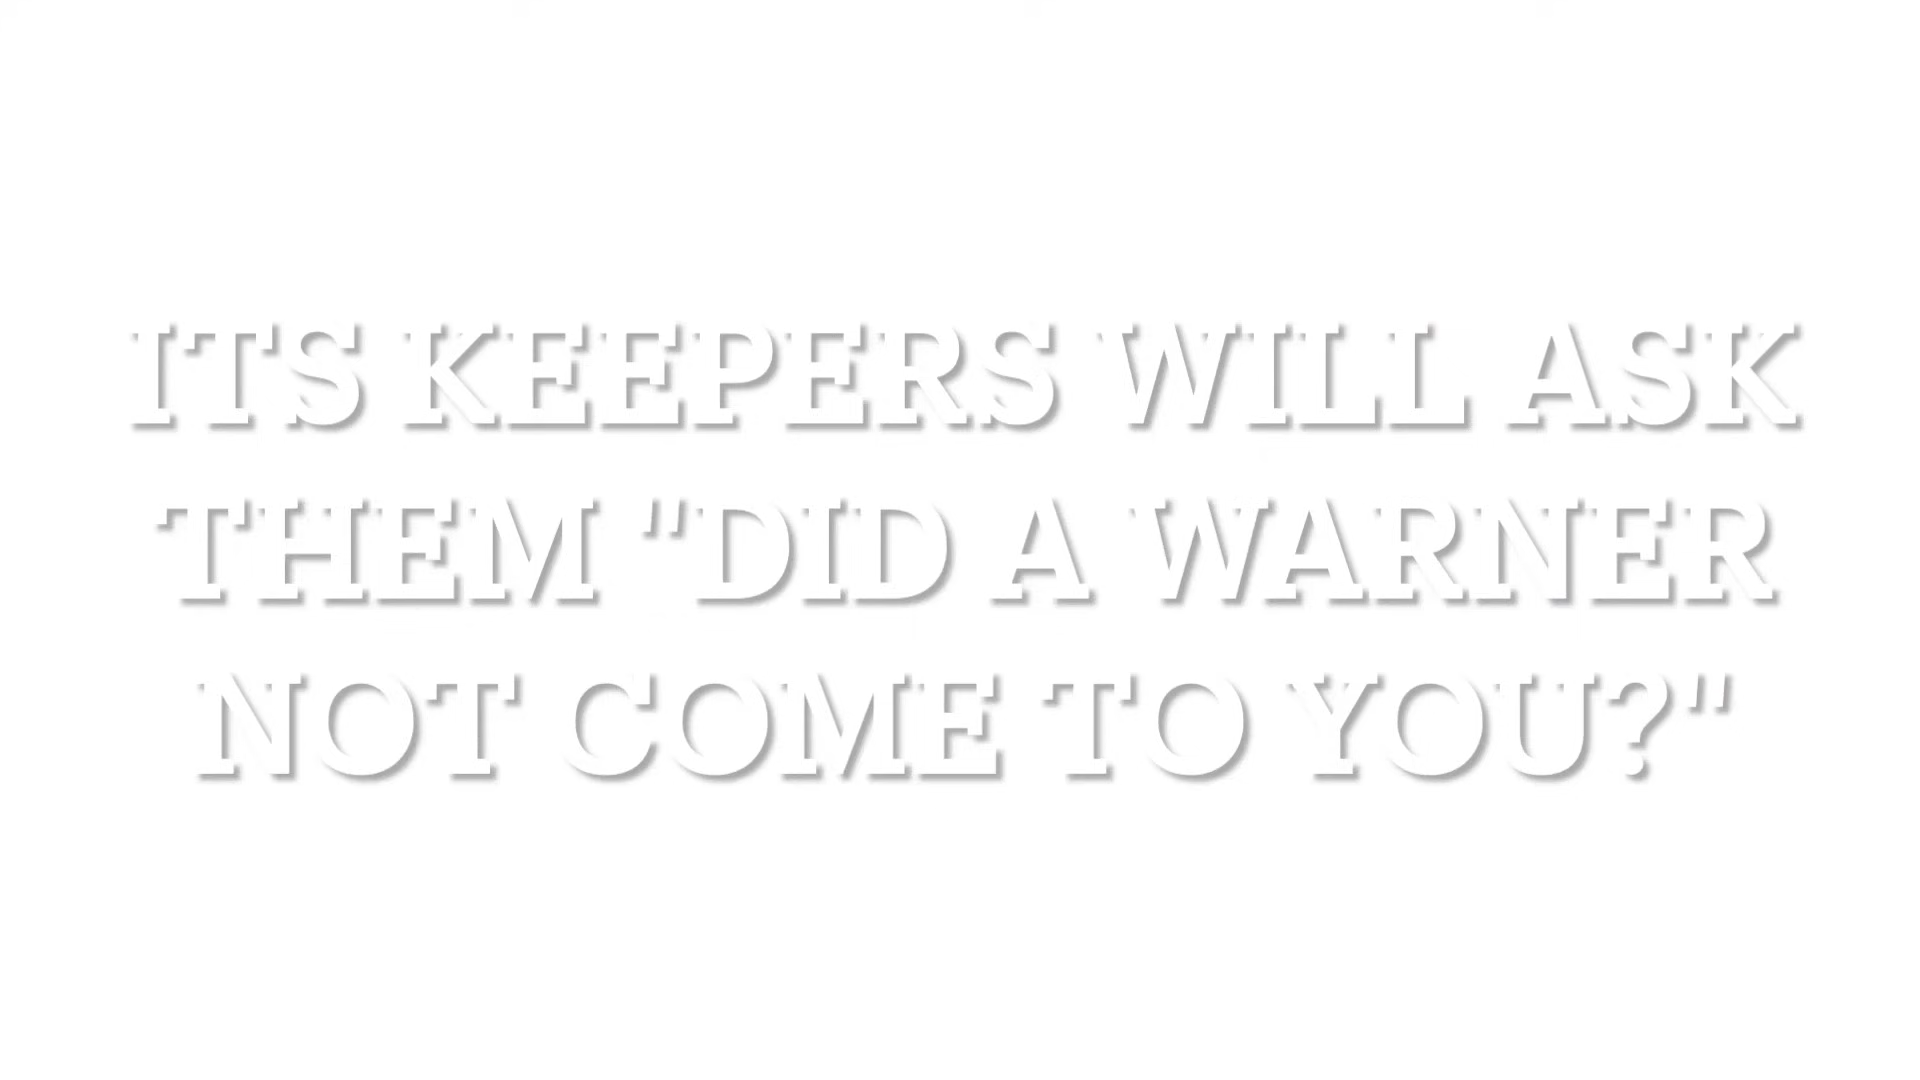 ITS KEEPERS WILL ASK
THEM "DID A WARNER
NOT COME TO YOU?"